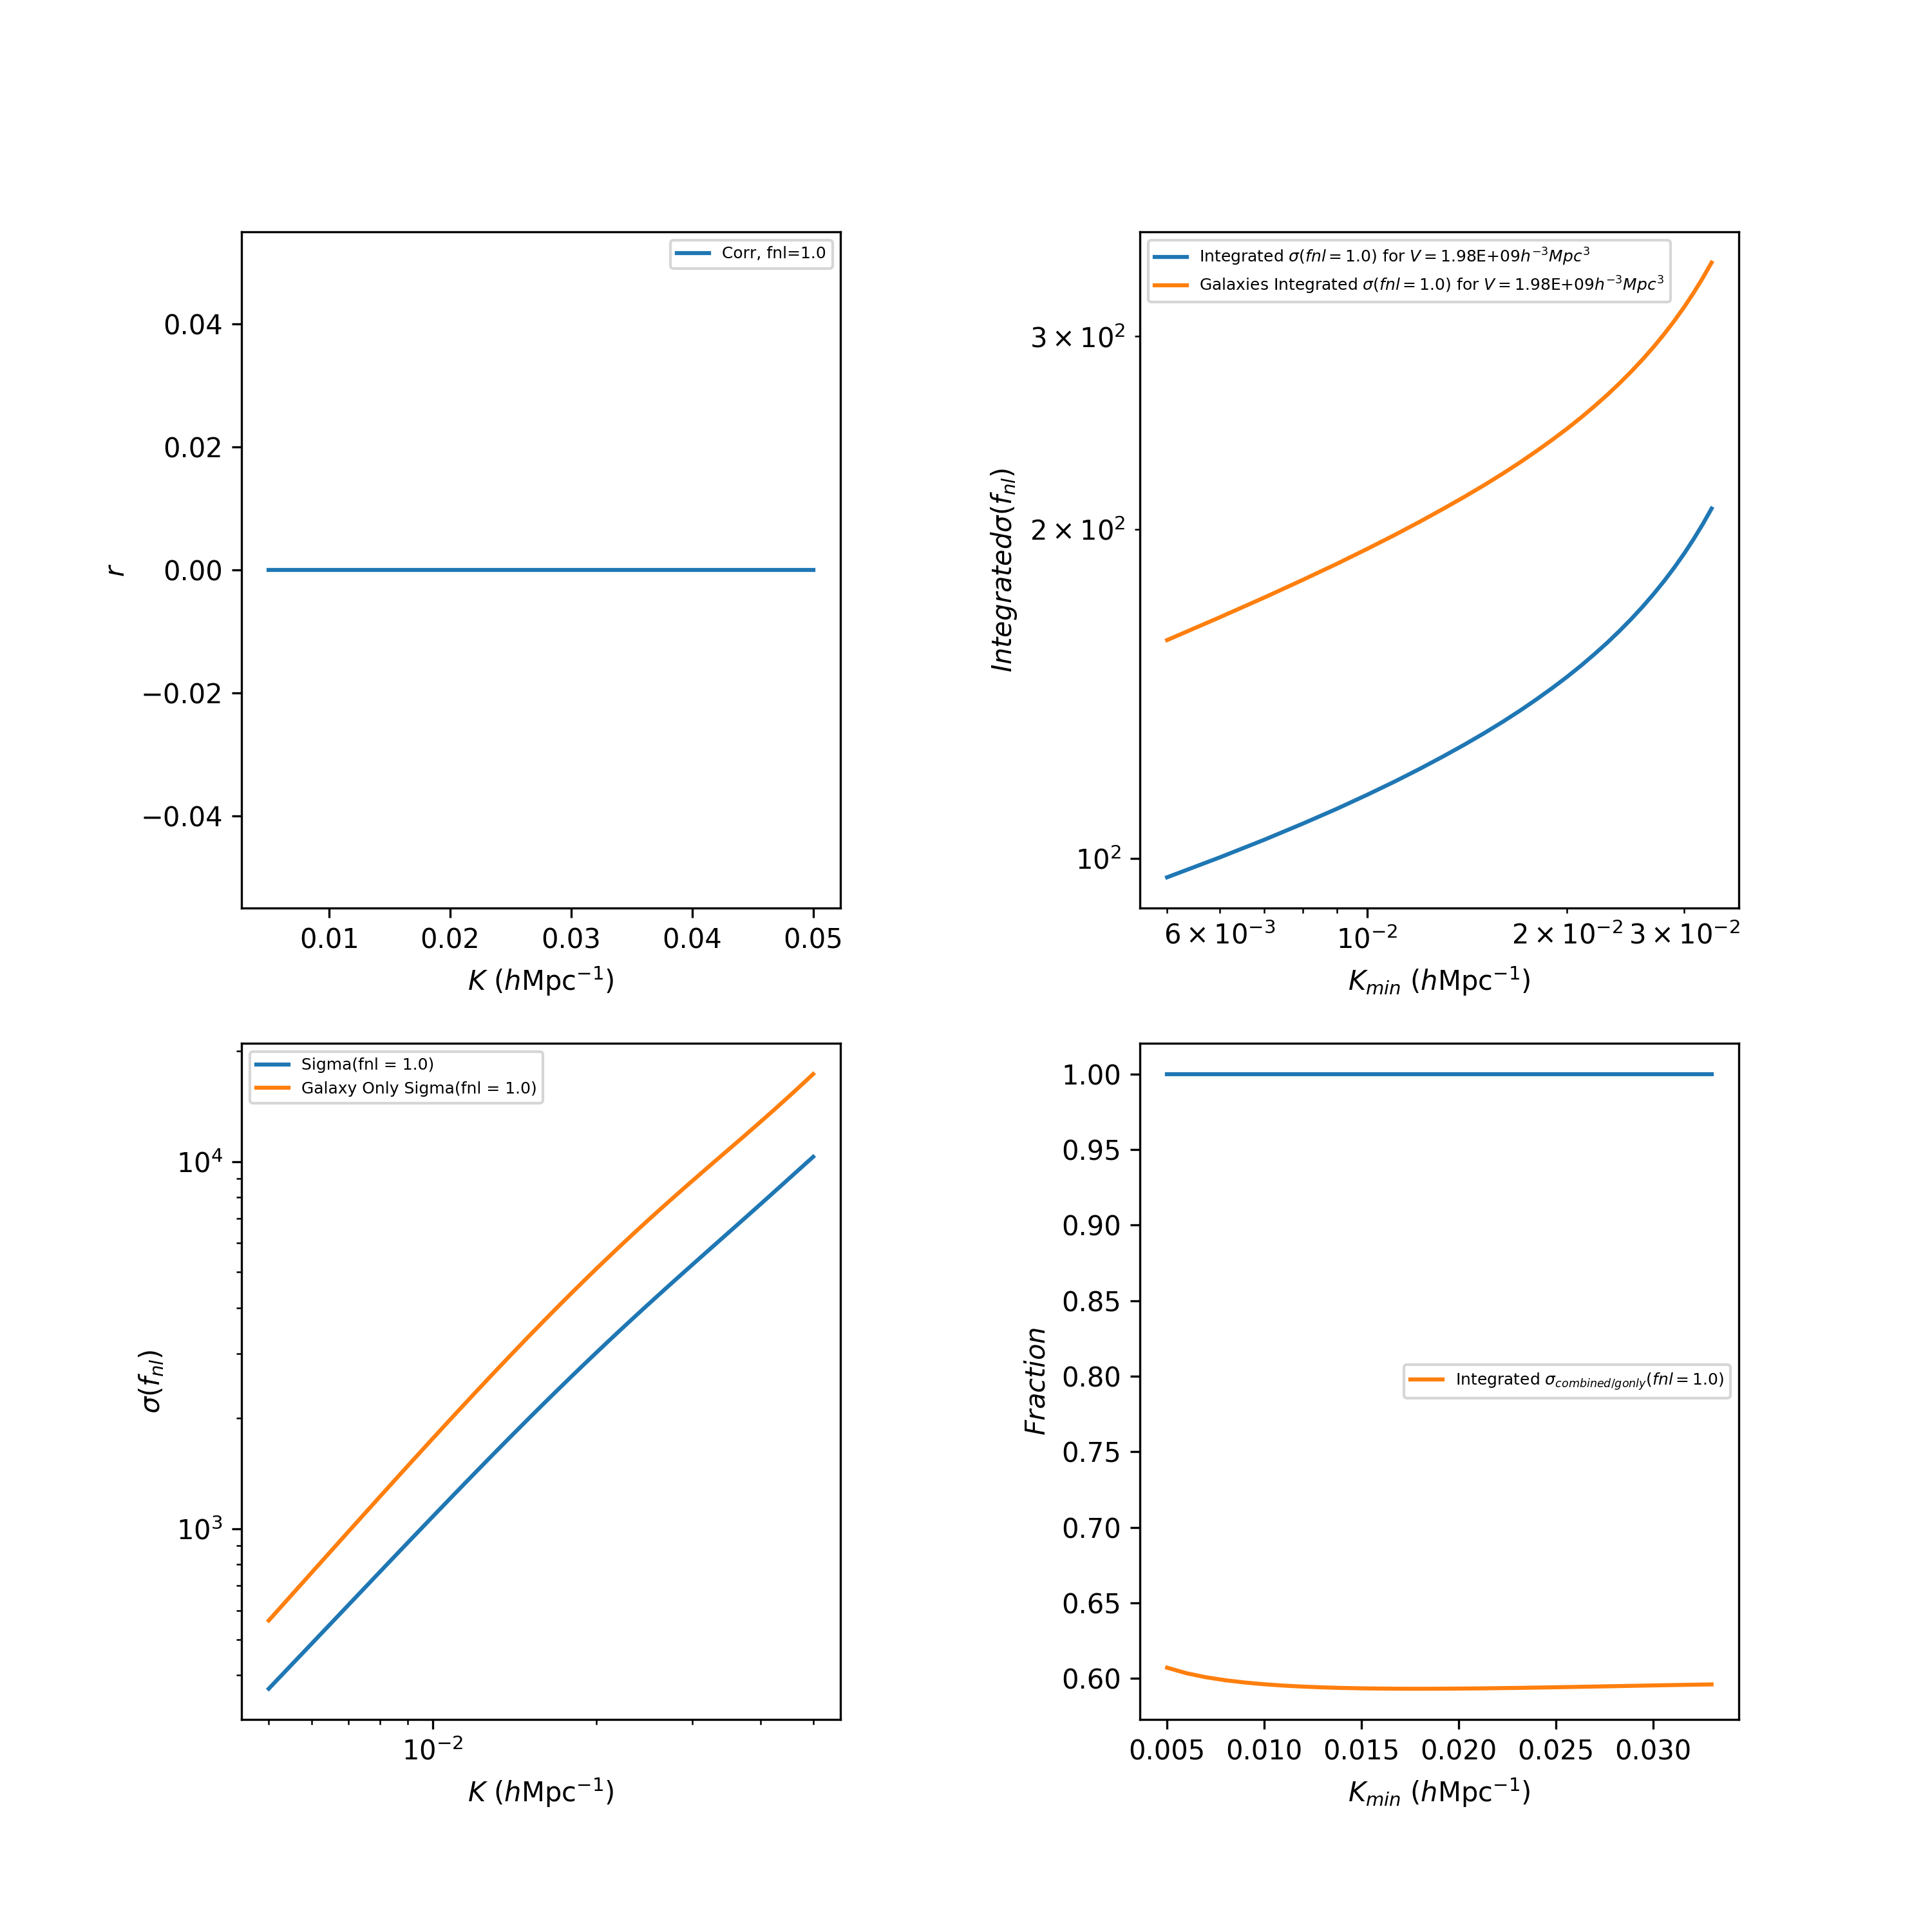 Corr, fnl=1.0
0.04
0.02
0.00
−0.02
−0.04
r
0.01 0.02 0.03 0.04 0.05
K (hMpc⁻¹)
Integrated σ(fnl = 1.0) for V = 1.98E+09h⁻³Mpc³
Galaxies Integrated σ(fnl = 1.0) for V = 1.98E+09h⁻³Mpc³
3 × 10²
2 × 10²
10²
Integratedσ(f_nl)
6 × 10⁻³ 10⁻² 2 × 10⁻² 3 × 10⁻²
K_min (hMpc⁻¹)
Sigma(fnl = 1.0)
Galaxy Only Sigma(fnl = 1.0)
10⁴
10³
σ(f_nl)
10⁻²
K (hMpc⁻¹)
1.00
0.95
0.90
0.85
0.80
0.75
0.70
0.65
0.60
Fraction
Integrated σ_combined/gonly(fnl = 1.0)
0.005 0.010 0.015 0.020 0.025 0.030
K_min (hMpc⁻¹)